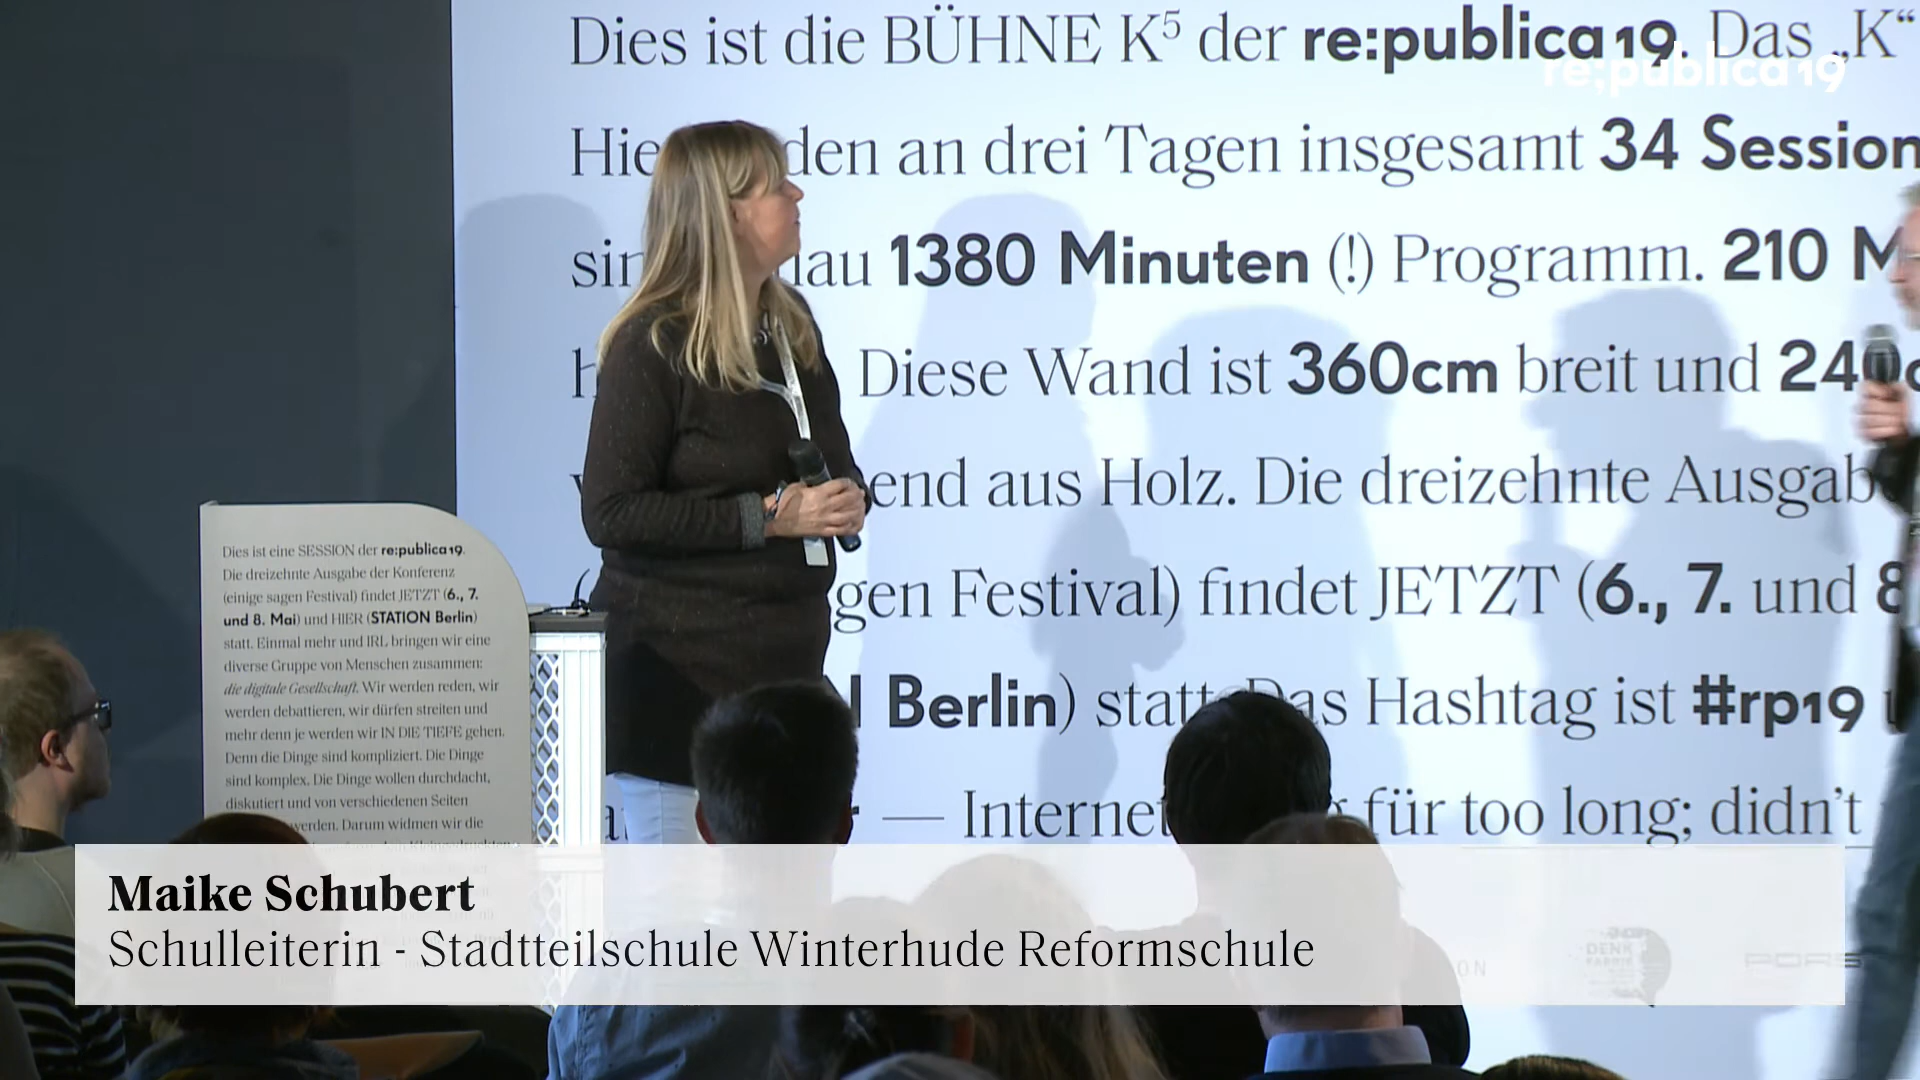 Dies ist die BÜHNE K⁵ der re:publica19. Das „K“
re;publica19
Hie den an drei Tagen insgesamt 34 Session
sin au 1380 Minuten (!) Programm. 210 M
h Diese Wand ist 360cm breit und 240c
end aus Holz. Die dreizehnte Ausgabe
( gen Festival) findet JETZT (6., 7. und 8
Berlin) statt. Das Hashtag ist #rp19 u
— Internet für too long; didn’t
Dies ist eine SESSION der re:publica19.
Die dreizehnte Ausgabe der Konferenz
(einige sagen Festival) findet JETZT (6., 7.
und 8. Mai) und HIER (STATION Berlin)
statt. Einmal mehr und IRL bringen wir eine
diverse Gruppe von Menschen zusammen:
die digitale Gesellschaft. Wir werden reden, wir
werden debattieren, wir dürfen streiten und
mehr denn je werden wir IN DIE TIEFE gehen.
Denn die Dinge sind kompliziert. Die Dinge
sind komplex. Die Dinge wollen durchdacht,
diskutiert und von verschiedenen Seiten
werden. Darum widmen wir die
Maike Schubert
Schulleiterin - Stadtteilschule Winterhude Reformschule
DENK
FABRIK